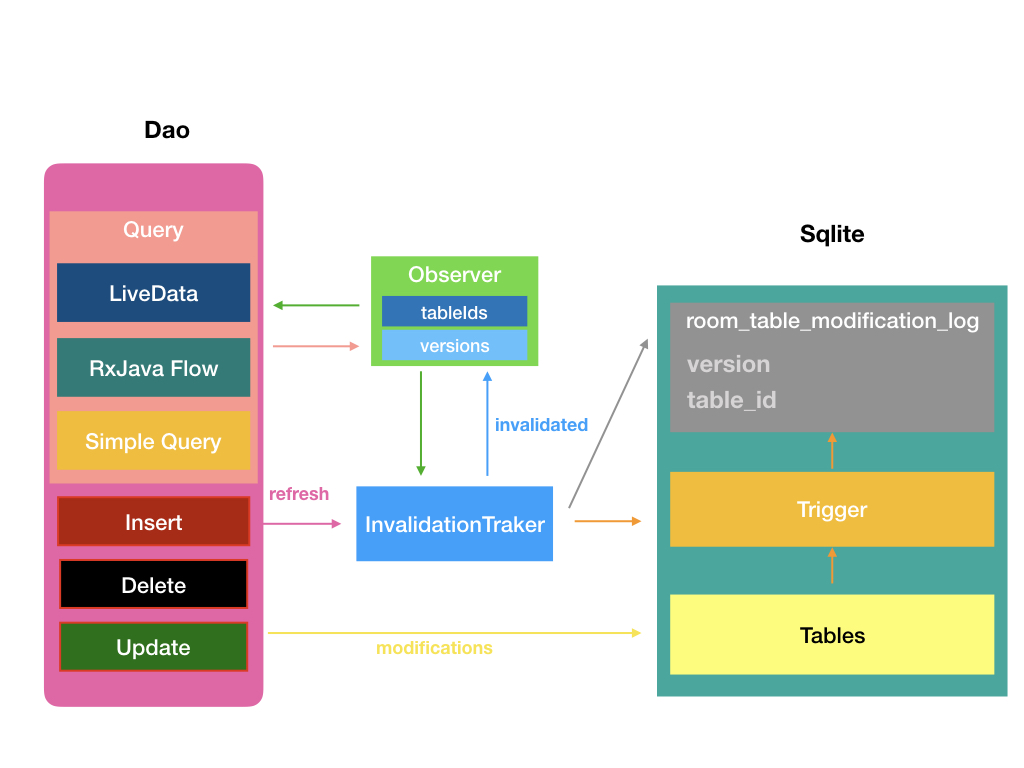 Dao
Query
LiveData
RxJava Flow
Simple Query
Insert
Delete
Update
refresh
modifications
Observer
tableIds
versions
invalidated
InvalidationTraker
Sqlite
room_table_modification_log
version
table_id
Trigger
Tables